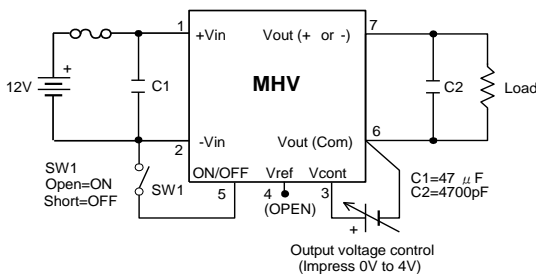 1
+Vin
Vout (+ or -)
7
12V
+
C1
MHV
C2
Load
-Vin
2
Vout (Com)
6
SW1
Open=ON
Short=OFF
SW1
ON/OFF
Vref
Vcont
5
4
3
(OPEN)
+
C1=47 μF
C2=4700pF
Output voltage control
(Impress 0V to 4V)